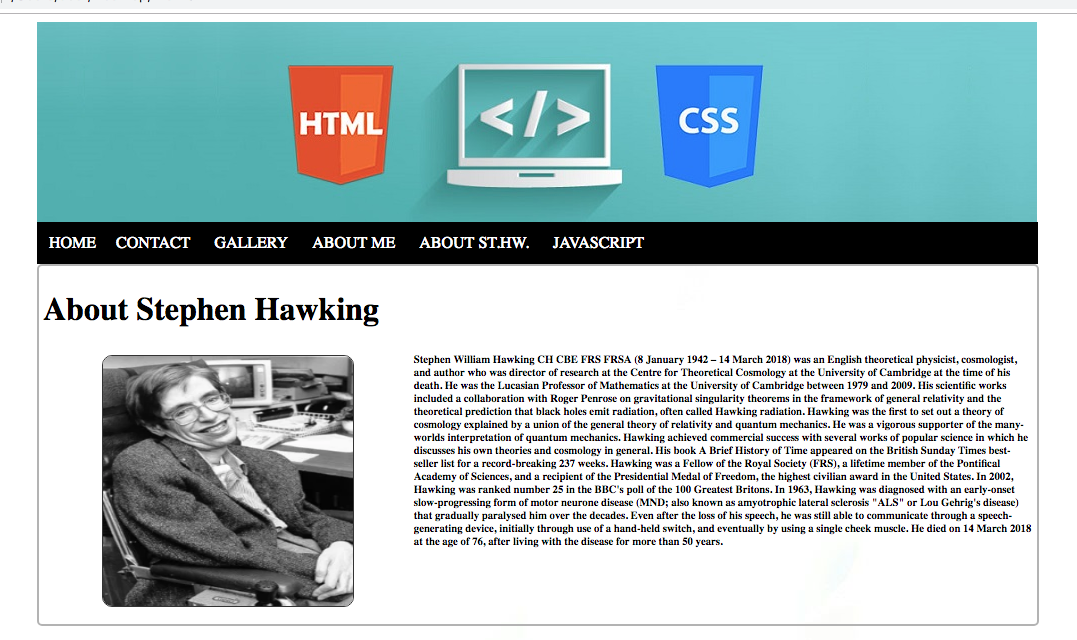 HTML
</>
CSS
HOME CONTACT GALLERY ABOUT ME ABOUT ST.HW. JAVASCRIPT
About Stephen Hawking
Stephen William Hawking CH CBE FRS FRSA (8 January 1942 – 14 March 2018) was an English theoretical physicist, cosmologist,
and author who was director of research at the Centre for Theoretical Cosmology at the University of Cambridge at the time of his
death. He was the Lucasian Professor of Mathematics at the University of Cambridge between 1979 and 2009. His scientific works
included a collaboration with Roger Penrose on gravitational singularity theorems in the framework of general relativity and the
theoretical prediction that black holes emit radiation, often called Hawking radiation. Hawking was the first to set out a theory of
cosmology explained by a union of the general theory of relativity and quantum mechanics. He was a vigorous supporter of the many-
worlds interpretation of quantum mechanics. Hawking achieved commercial success with several works of popular science in which he
discusses his own theories and cosmology in general. His book A Brief History of Time appeared on the British Sunday Times best-
seller list for a record-breaking 237 weeks. Hawking was a Fellow of the Royal Society (FRS), a lifetime member of the Pontifical
Academy of Sciences, and a recipient of the Presidential Medal of Freedom, the highest civilian award in the United States. In 2002,
Hawking was ranked number 25 in the BBC's poll of the 100 Greatest Britons. In 1963, Hawking was diagnosed with an early-onset
slow-progressing form of motor neurone disease (MND; also known as amyotrophic lateral sclerosis "ALS" or Lou Gehrig's disease)
that gradually paralysed him over the decades. Even after the loss of his speech, he was still able to communicate through a speech-
generating device, initially through use of a hand-held switch, and eventually by using a single cheek muscle. He died on 14 March 2018
at the age of 76, after living with the disease for more than 50 years.